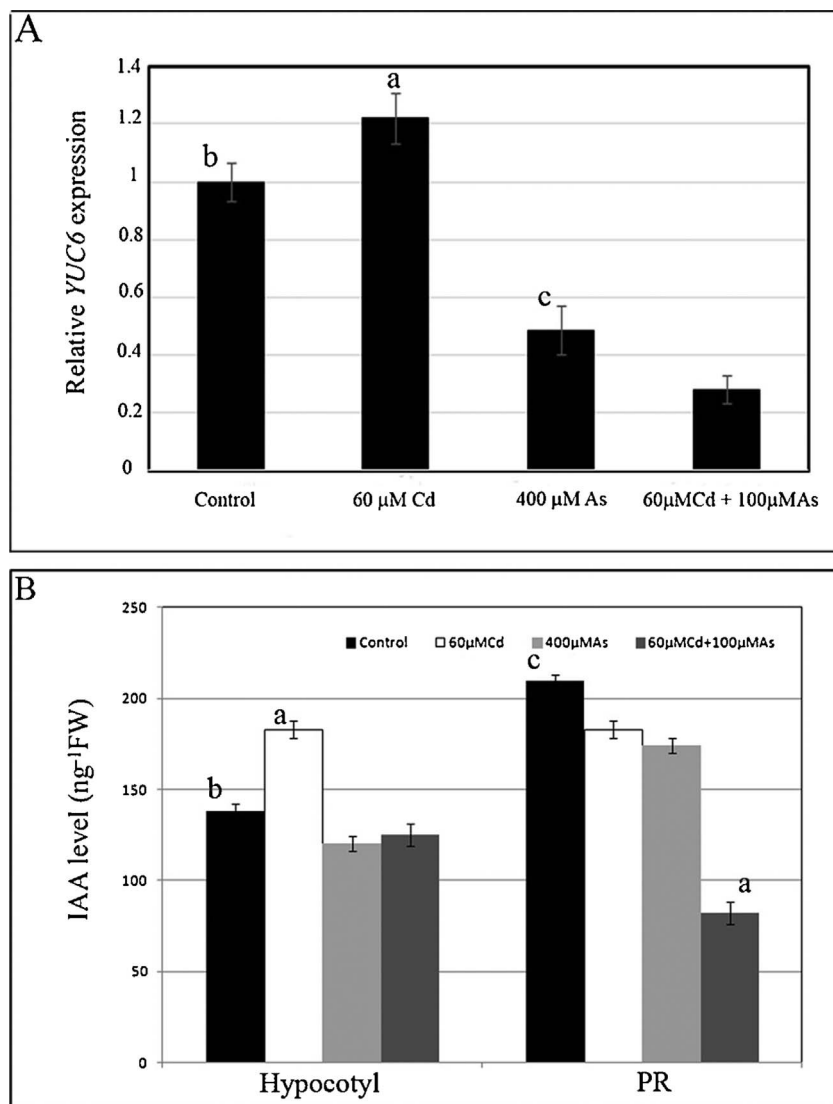 A
Relative YUC6 expression
1.4
1.2
1
0.8
0.6
0.4
0.2
0
b
a
c
Control
60 µM Cd
400 µM As
60µMCd + 100µMAs
B
IAA level (ng⁻¹FW)
250
200
150
100
50
0
Control 60µMCd 400µMAs 60µMCd+100µMAs
b
a
c
a
Hypocotyl
PR